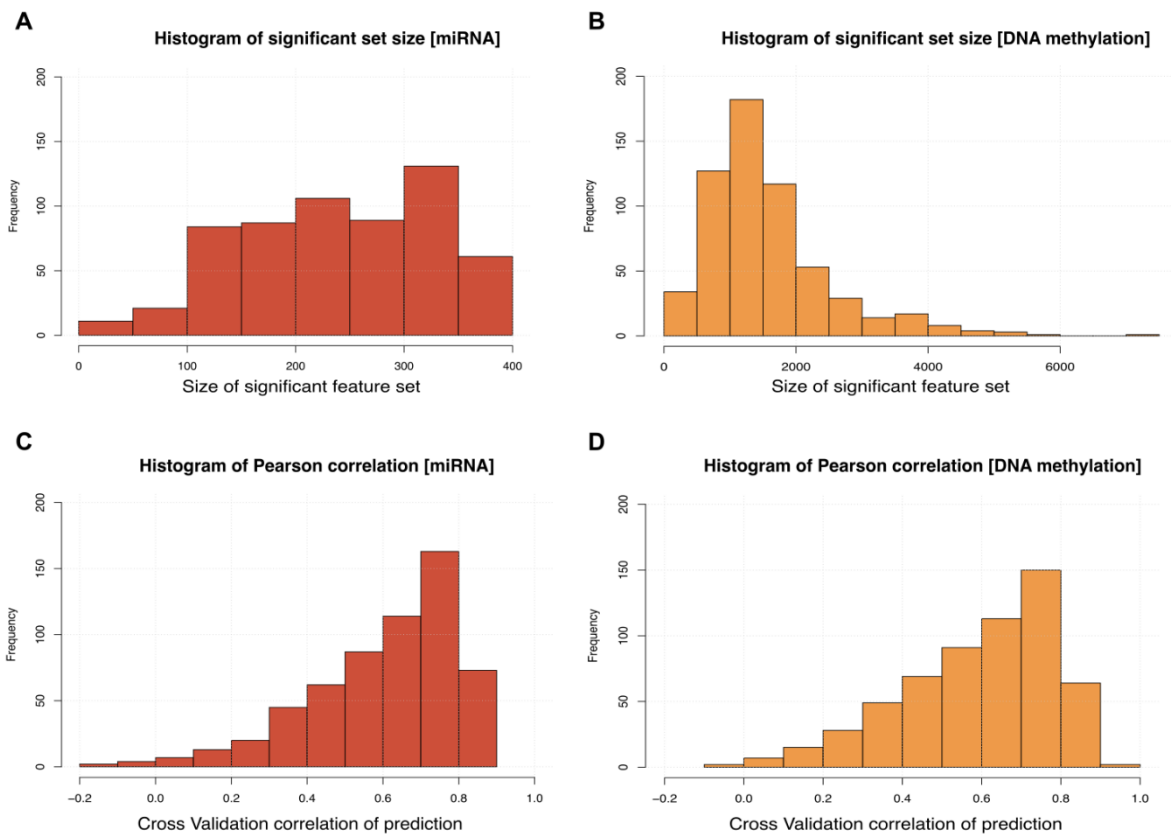 A
Histogram of significant set size [miRNA]
200
150
100
50
0
Frequency
0 100 200 300 400
Size of significant feature set
B
Histogram of significant set size [DNA methylation]
200
150
100
50
0
Frequency
0 2000 4000 6000
Size of significant feature set
C
Histogram of Pearson correlation [miRNA]
200
150
100
50
0
Frequency
−0.2 0.0 0.2 0.4 0.6 0.8 1.0
Cross Validation correlation of prediction
D
Histogram of Pearson correlation [DNA methylation]
200
150
100
50
0
Frequency
−0.2 0.0 0.2 0.4 0.6 0.8 1.0
Cross Validation correlation of prediction